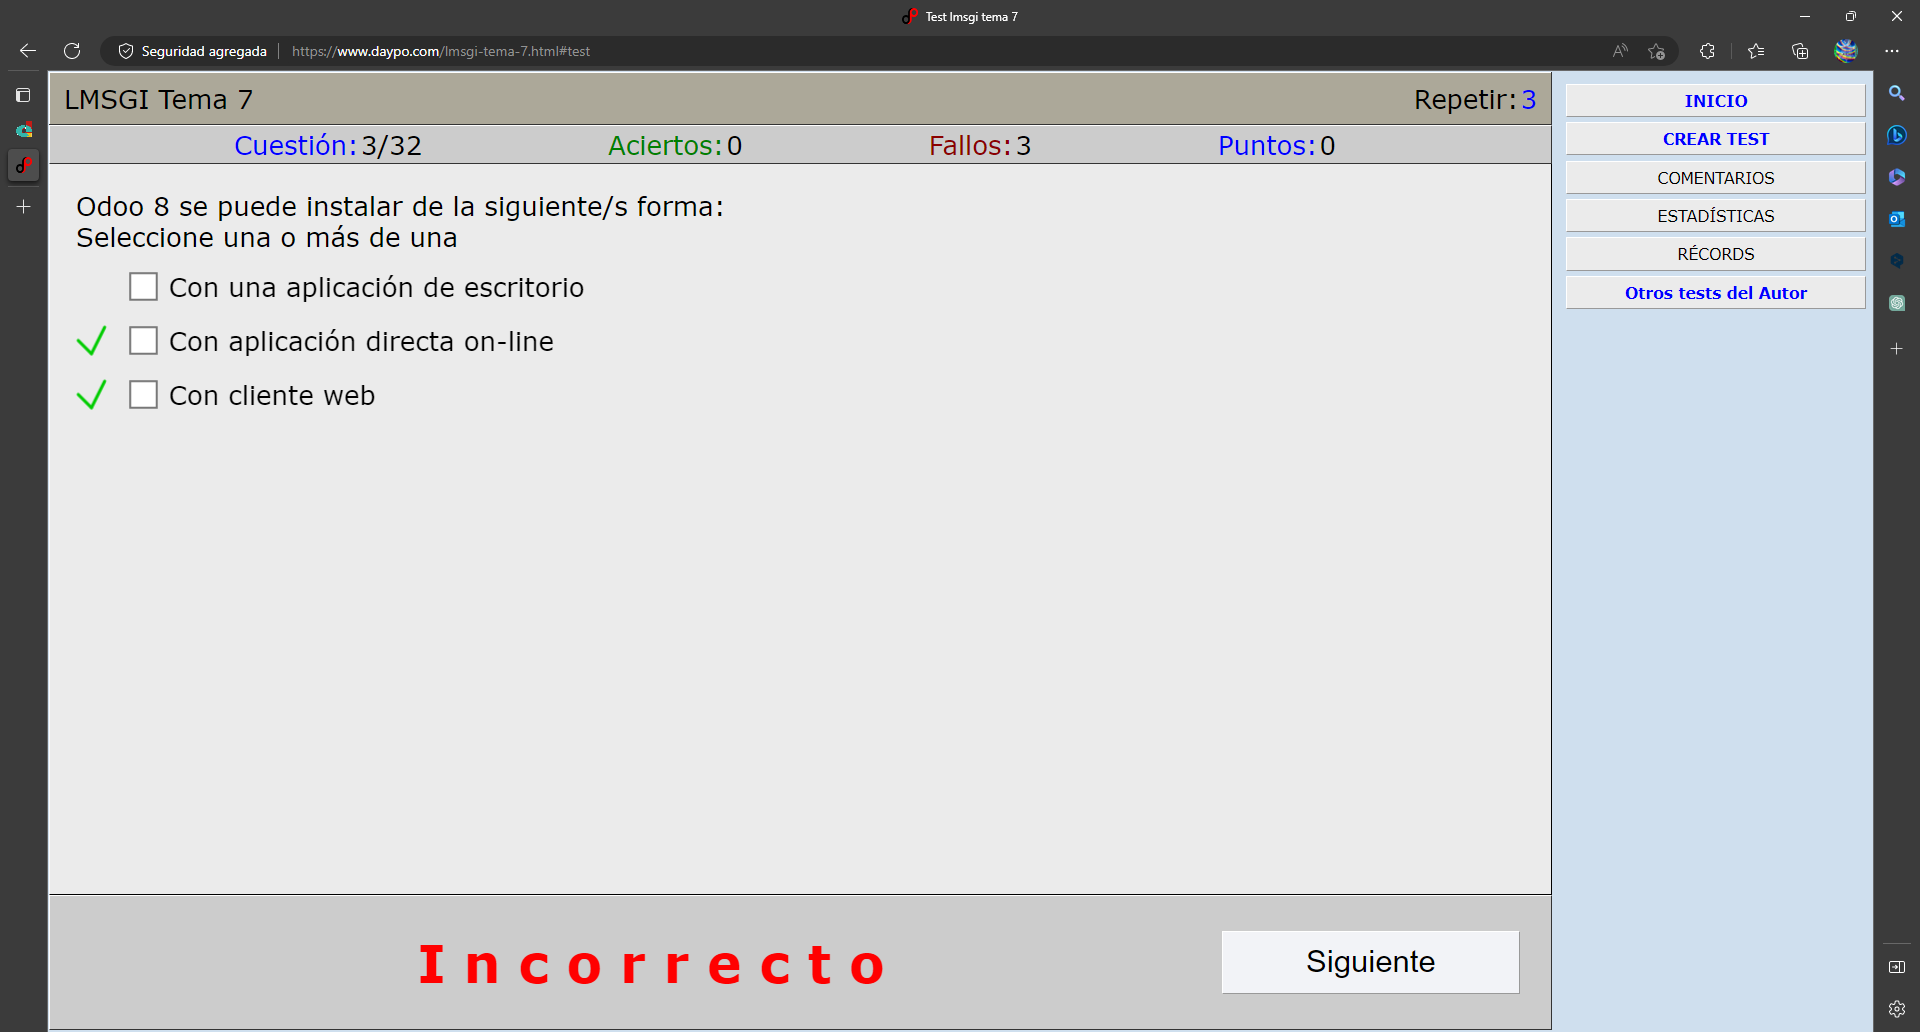 Test lmsgi tema 7
Seguridad agregada
https://www.daypo.com/lmsgi-tema-7.html#test
LMSGI Tema 7
Repetir:3
Cuestión:3/32
Aciertos:0
Fallos:3
Puntos:0
Odoo 8 se puede instalar de la siguiente/s forma:
Seleccione una o más de una
Con una aplicación de escritorio
Con aplicación directa on-line
Con cliente web
Incorrecto
Siguiente
INICIO
CREAR TEST
COMENTARIOS
ESTADÍSTICAS
RÉCORDS
Otros tests del Autor